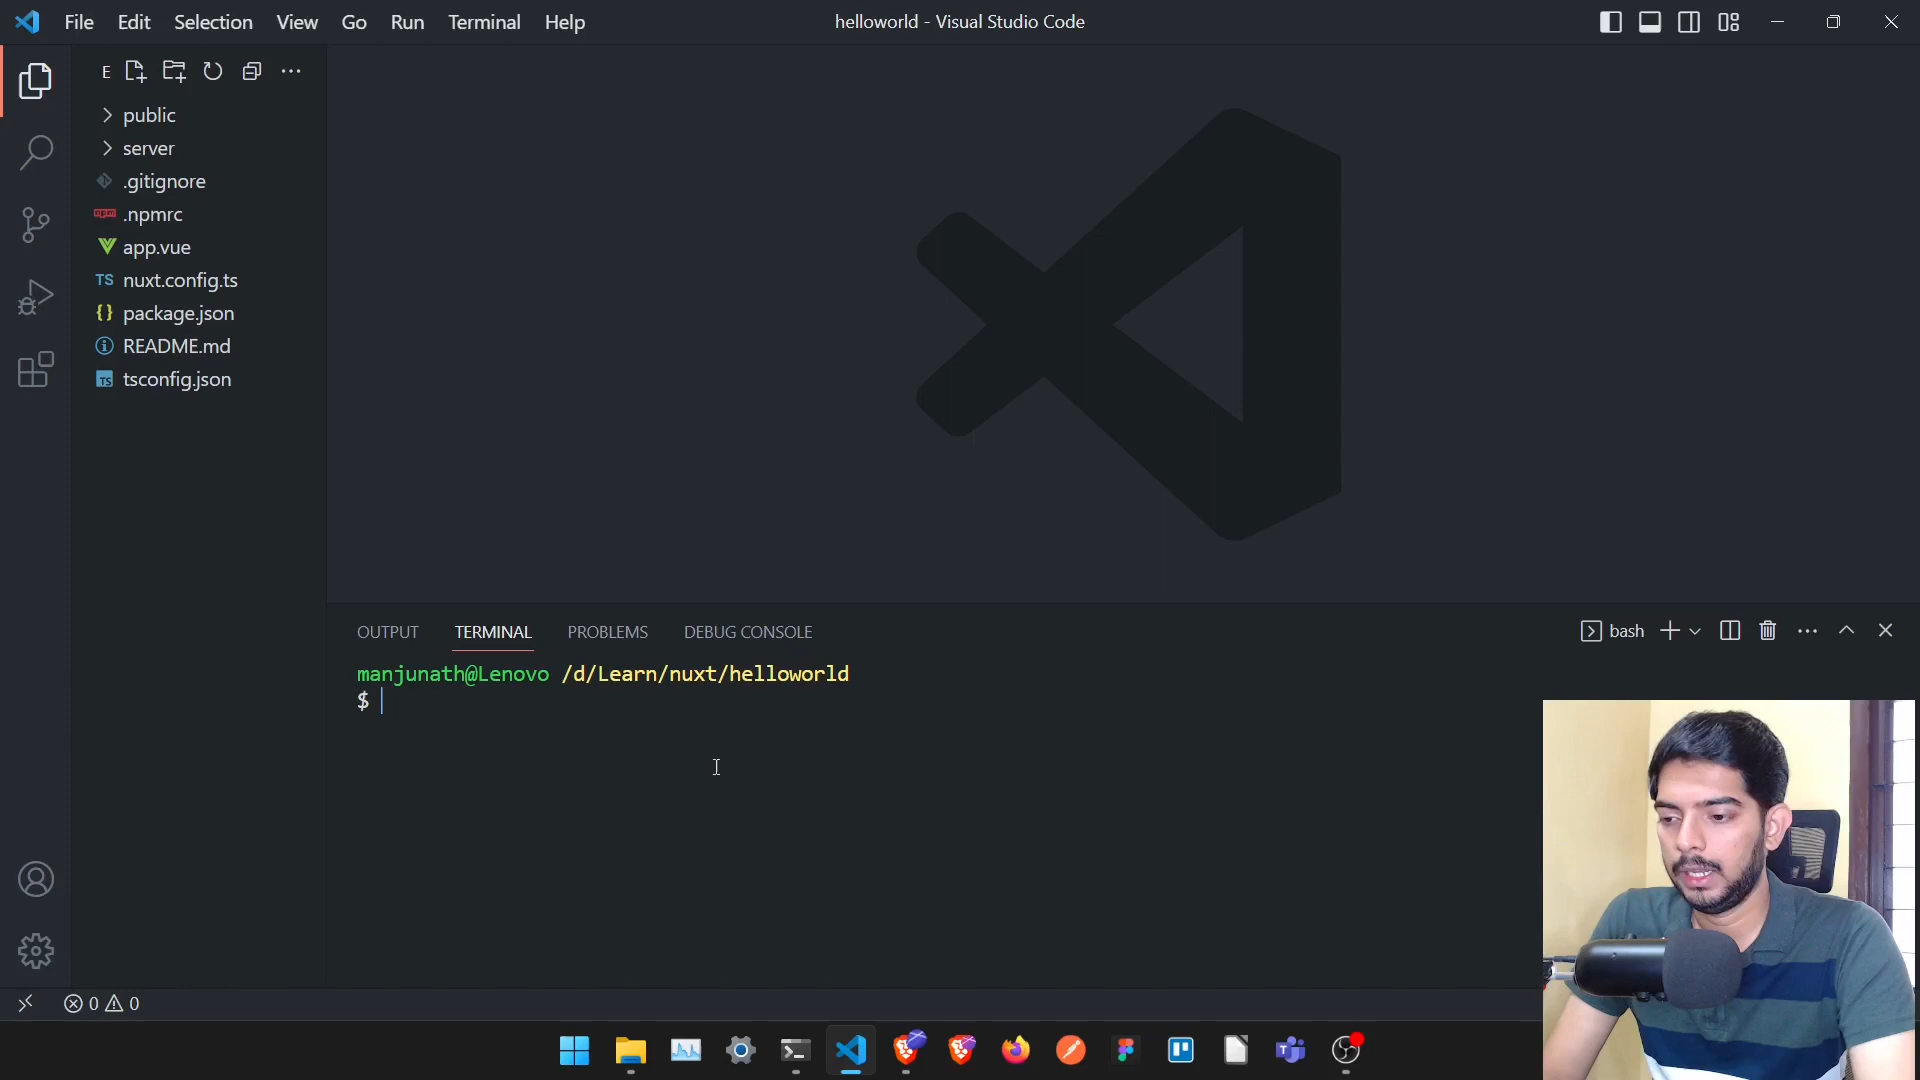 File Edit Selection View Go Run Terminal Help
helloworld - Visual Studio Code
E
public
server
.gitignore
npm .npmrc
app.vue
TS nuxt.config.ts
{} package.json
README.md
TS tsconfig.json
OUTPUT TERMINAL PROBLEMS DEBUG CONSOLE
bash
manjunath@Lenovo /d/Learn/nuxt/helloworld
$
0 0